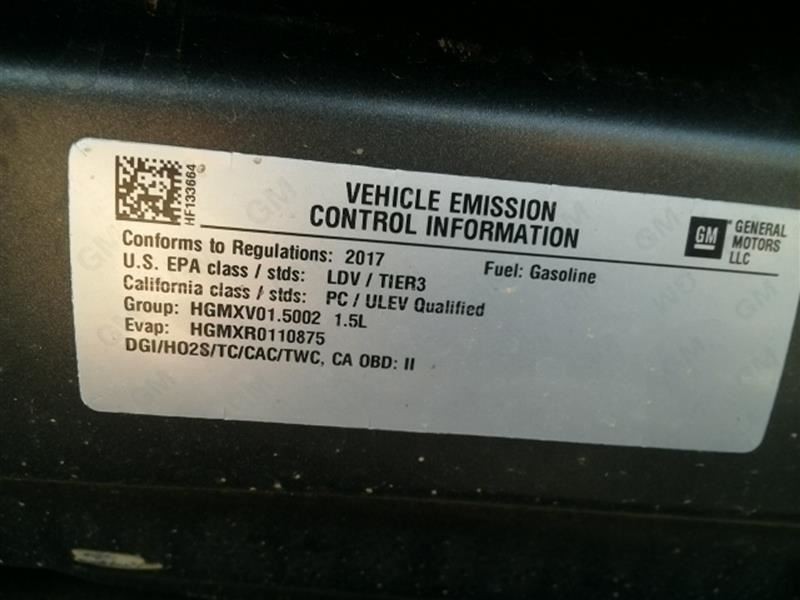 HF133664
VEHICLE EMISSION
CONTROL INFORMATION
GM
GENERAL
MOTORS
LLC
Conforms to Regulations: 2017
Fuel: Gasoline
U.S. EPA class / stds: LDV / TIER3
California class / stds: PC / ULEV Qualified
Group: HGMXV01.5002 1.5L
Evap: HGMXR0110875
DGI/HO2S/TC/CAC/TWC, CA OBD: II